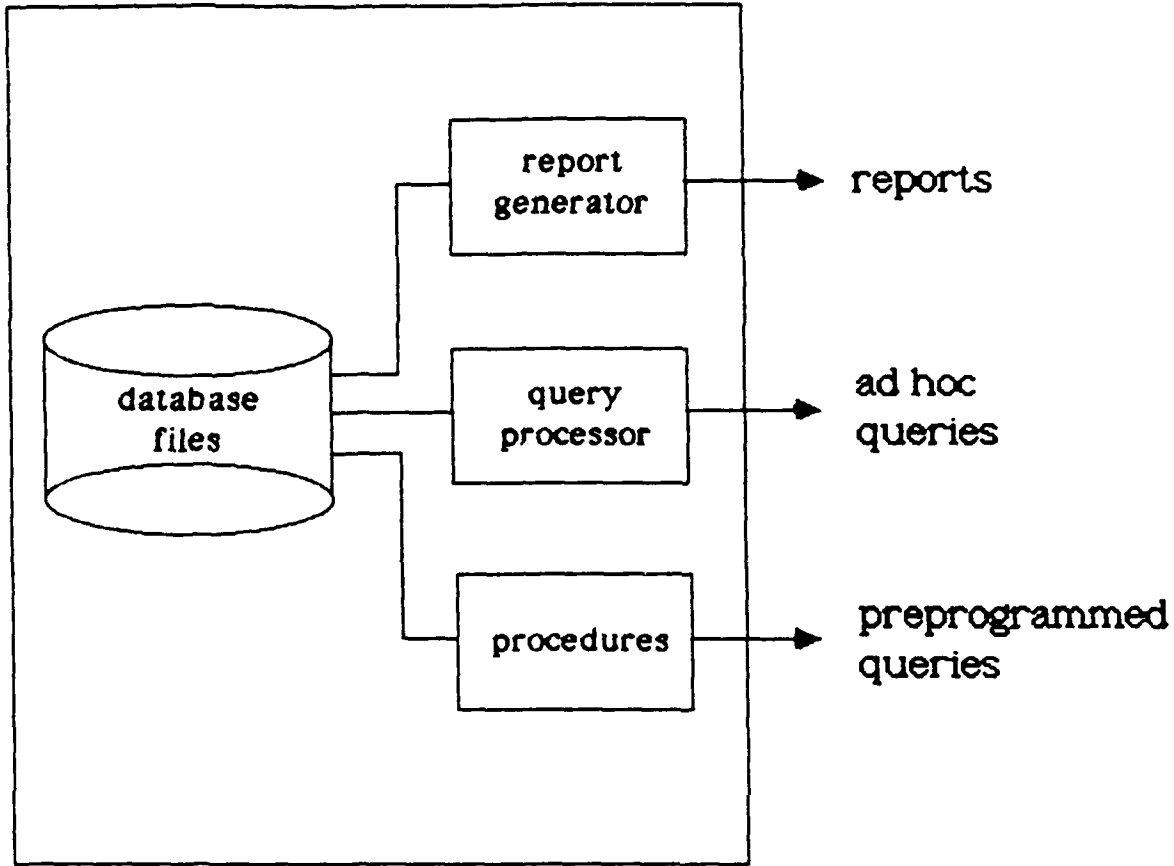 report
generator
reports
database
files
query
processor
ad hoc
queries
procedures
preprogrammed
queries